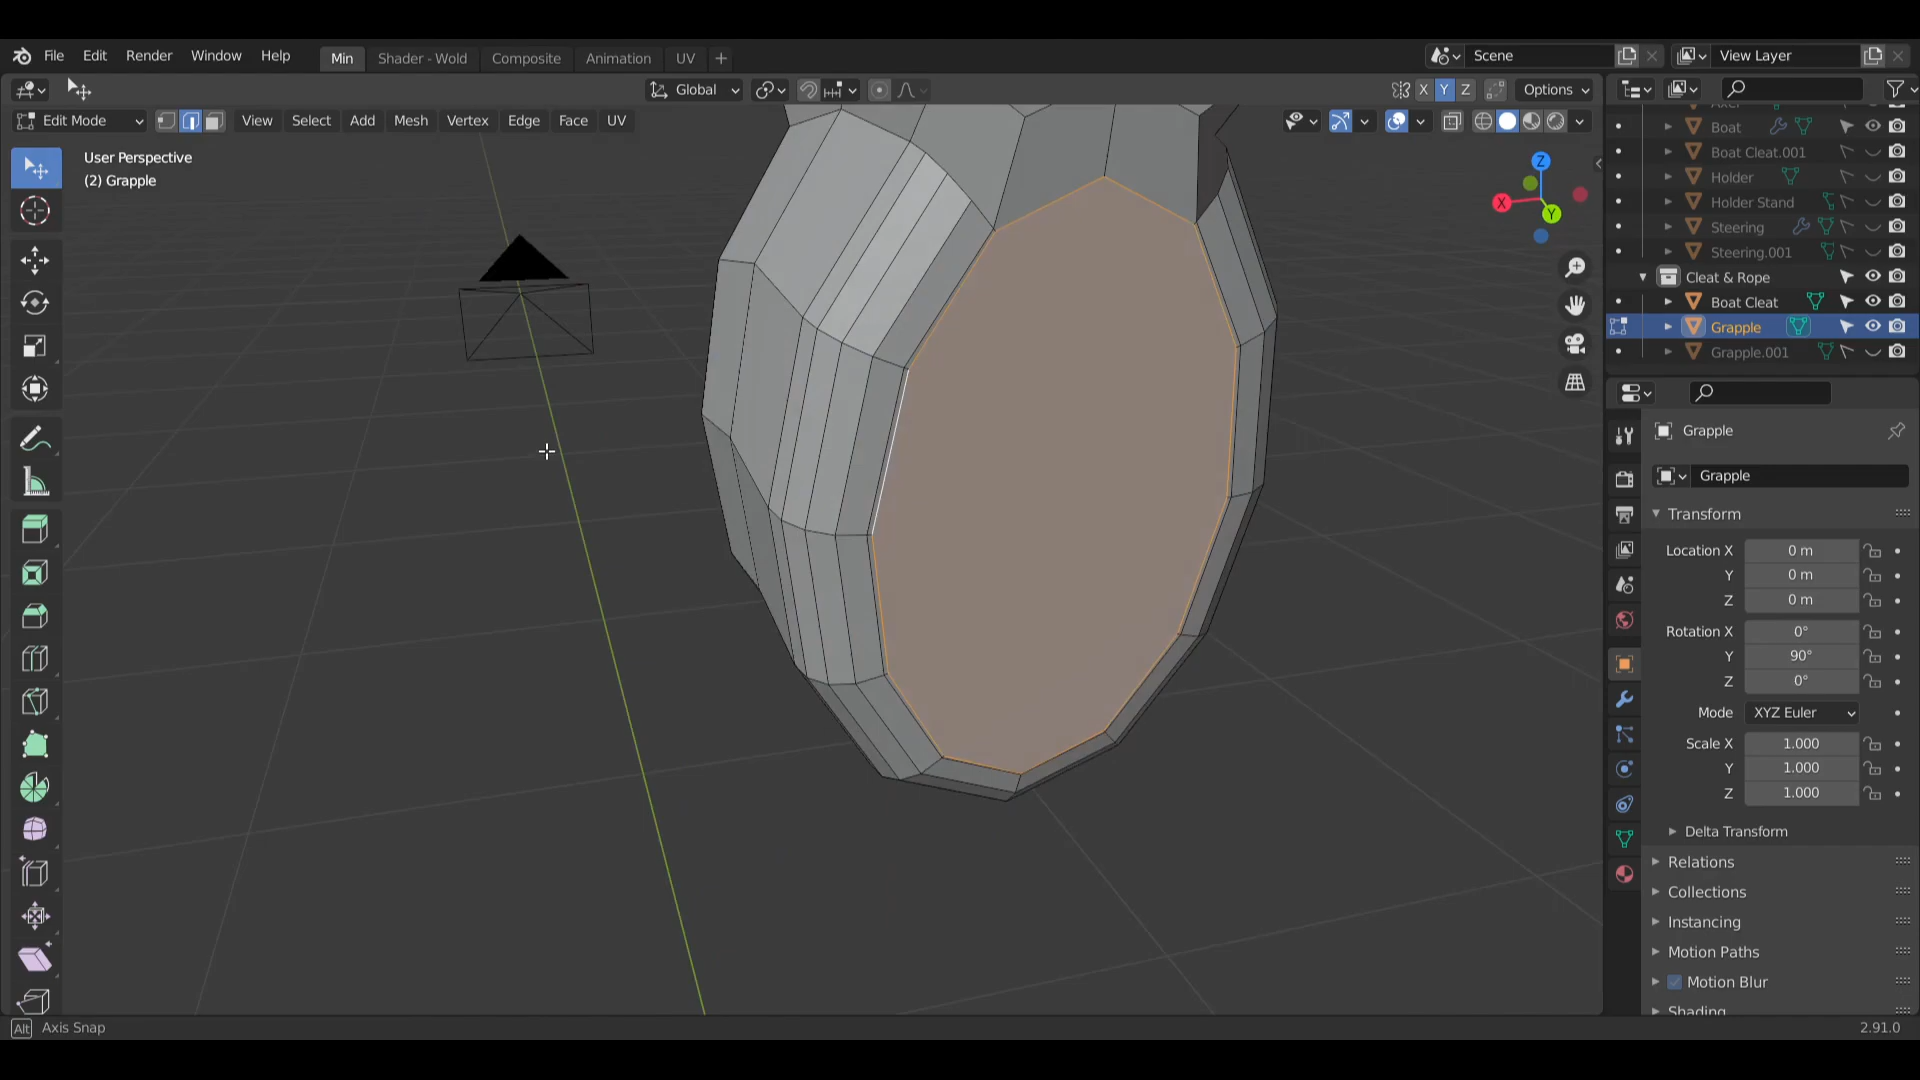 File Edit Render Window Help Min Shader - Wold Composite Animation UV + Scene View Layer
Global X Y Z Options
Edit Mode View Select Add Mesh Vertex Edge Face UV
User Perspective
(2) Grapple
Z
X
Y
Boat
Boat Cleat.001
Holder
Holder Stand
Steering
Steering.001
Cleat & Rope
Boat Cleat
Grapple
Grapple.001
Grapple
Grapple
Transform
Location X 0 m
Y 0 m
Z 0 m
Rotation X 0°
Y 90°
Z 0°
Mode XYZ Euler
Scale X 1.000
Y 1.000
Z 1.000
Delta Transform
Relations
Collections
Instancing
Motion Paths
Motion Blur
Shading
Alt Axis Snap 2.91.0